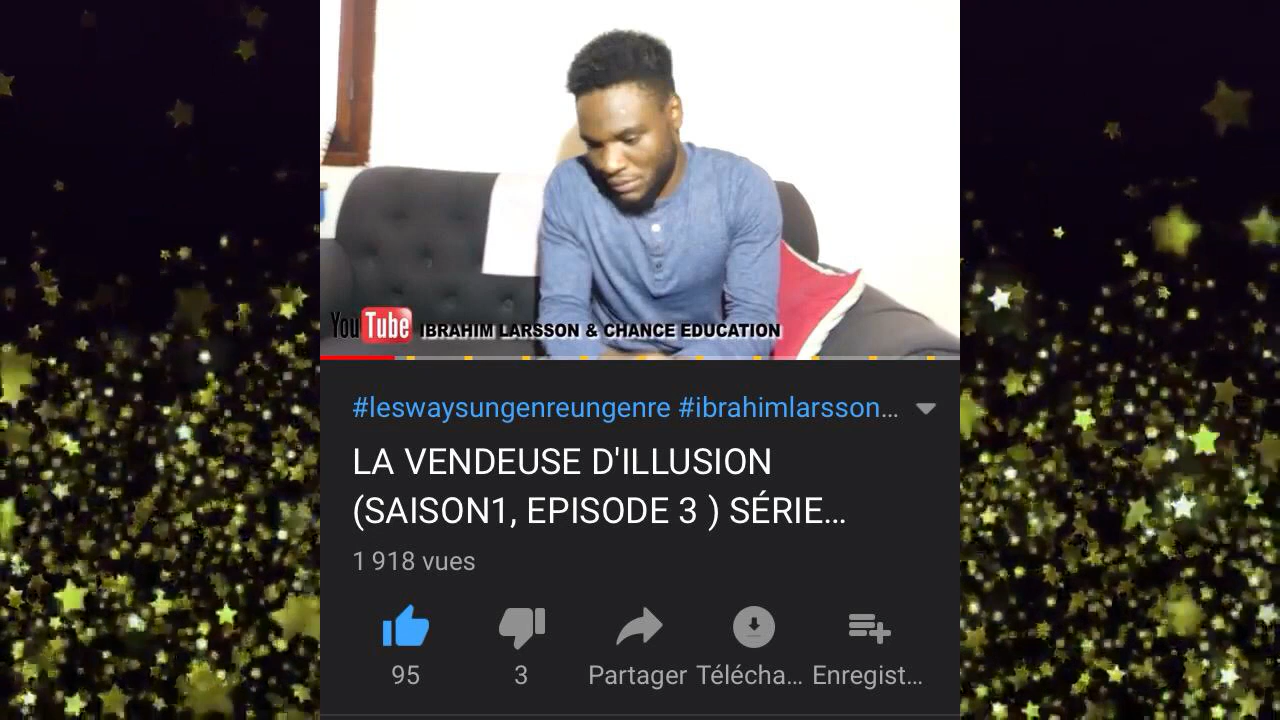 YouTube IBRAHIM LARSSON & CHANCE EDUCATION
#leswaysungenreungenre #ibrahimlarsson...
LA VENDEUSE D'ILLUSION
(SAISON1, EPISODE 3 ) SÉRIE...
1 918 vues
95 3 Partager Télécha... Enregist...